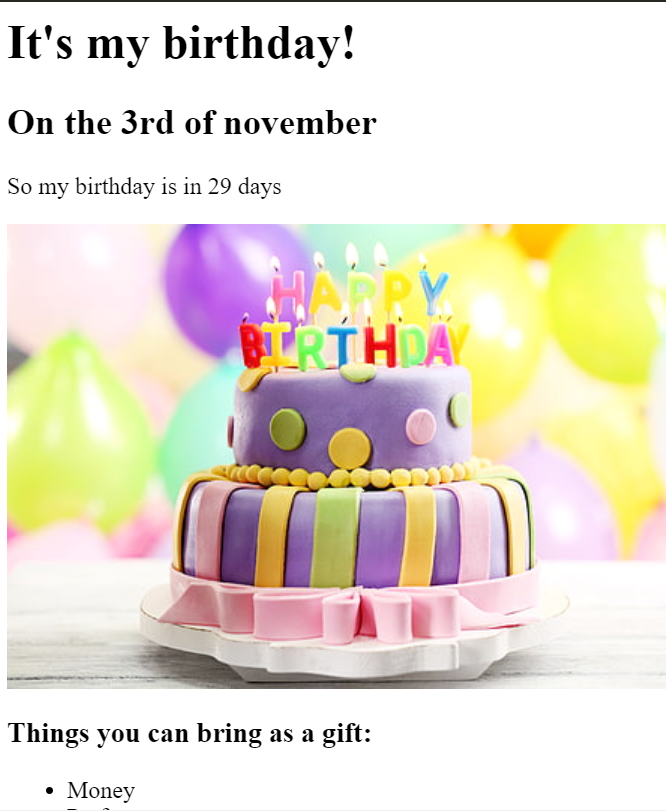 It's my birthday!
On the 3rd of november
So my birthday is in 29 days
HAPPY
BIRTHDAY
Things you can bring as a gift:
Money